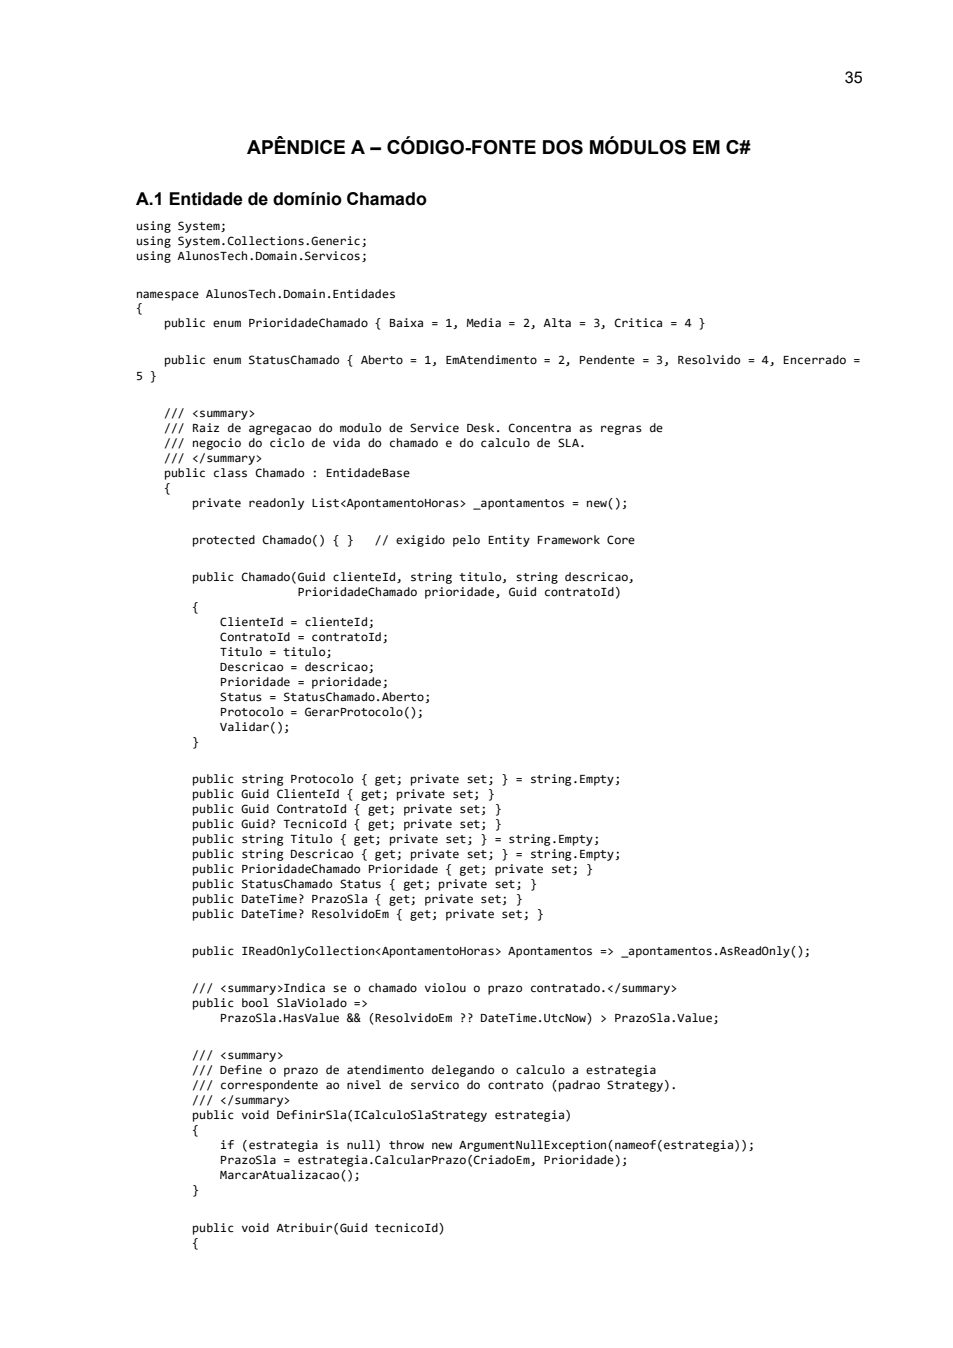 35
APÊNDICE A – CÓDIGO-FONTE DOS MÓDULOS EM C#
A.1 Entidade de domínio Chamado
using System;
using System.Collections.Generic;
using AlunosTech.Domain.Servicos;
namespace AlunosTech.Domain.Entidades
{
    public enum PrioridadeChamado { Baixa = 1, Media = 2, Alta = 3, Critica = 4 }
    public enum StatusChamado { Aberto = 1, EmAtendimento = 2, Pendente = 3, Resolvido = 4, Encerrado =
5 }
    /// <summary>
    /// Raiz de agregacao do modulo de Service Desk. Concentra as regras de
    /// negocio do ciclo de vida do chamado e do calculo de SLA.
    /// </summary>
    public class Chamado : EntidadeBase
    {
        private readonly List<ApontamentoHoras> _apontamentos = new();
        protected Chamado() { }   // exigido pelo Entity Framework Core
        public Chamado(Guid clienteId, string titulo, string descricao,
                       PrioridadeChamado prioridade, Guid contratoId)
        {
            ClienteId = clienteId;
            ContratoId = contratoId;
            Titulo = titulo;
            Descricao = descricao;
            Prioridade = prioridade;
            Status = StatusChamado.Aberto;
            Protocolo = GerarProtocolo();
            Validar();
        }
        public string Protocolo { get; private set; } = string.Empty;
        public Guid ClienteId { get; private set; }
        public Guid ContratoId { get; private set; }
        public Guid? TecnicoId { get; private set; }
        public string Titulo { get; private set; } = string.Empty;
        public string Descricao { get; private set; } = string.Empty;
        public PrioridadeChamado Prioridade { get; private set; }
        public StatusChamado Status { get; private set; }
        public DateTime? PrazoSla { get; private set; }
        public DateTime? ResolvidoEm { get; private set; }
        public IReadOnlyCollection<ApontamentoHoras> Apontamentos => _apontamentos.AsReadOnly();
        /// <summary>Indica se o chamado violou o prazo contratado.</summary>
        public bool SlaViolado =>
            PrazoSla.HasValue && (ResolvidoEm ?? DateTime.UtcNow) > PrazoSla.Value;
        /// <summary>
        /// Define o prazo de atendimento delegando o calculo a estrategia
        /// correspondente ao nivel de servico do contrato (padrao Strategy).
        /// </summary>
        public void DefinirSla(ICalculoSlaStrategy estrategia)
        {
            if (estrategia is null) throw new ArgumentNullException(nameof(estrategia));
            PrazoSla = estrategia.CalcularPrazo(CriadoEm, Prioridade);
            MarcarAtualizacao();
        }
        public void Atribuir(Guid tecnicoId)
        {